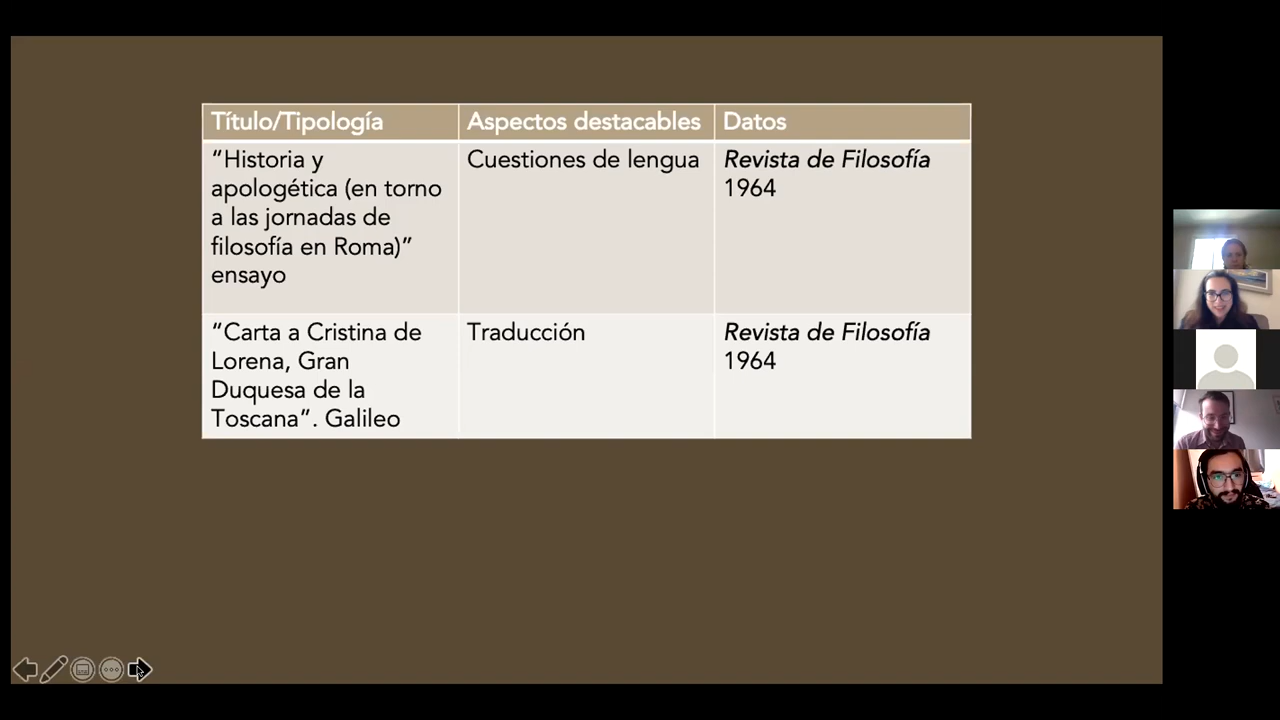 Título/Tipología
Aspectos destacables
Datos
“Historia y
apologética (en torno
a las jornadas de
filosofía en Roma)”
ensayo
Cuestiones de lengua
Revista de Filosofía
1964
“Carta a Cristina de
Lorena, Gran
Duquesa de la
Toscana”. Galileo
Traducción
Revista de Filosofía
1964